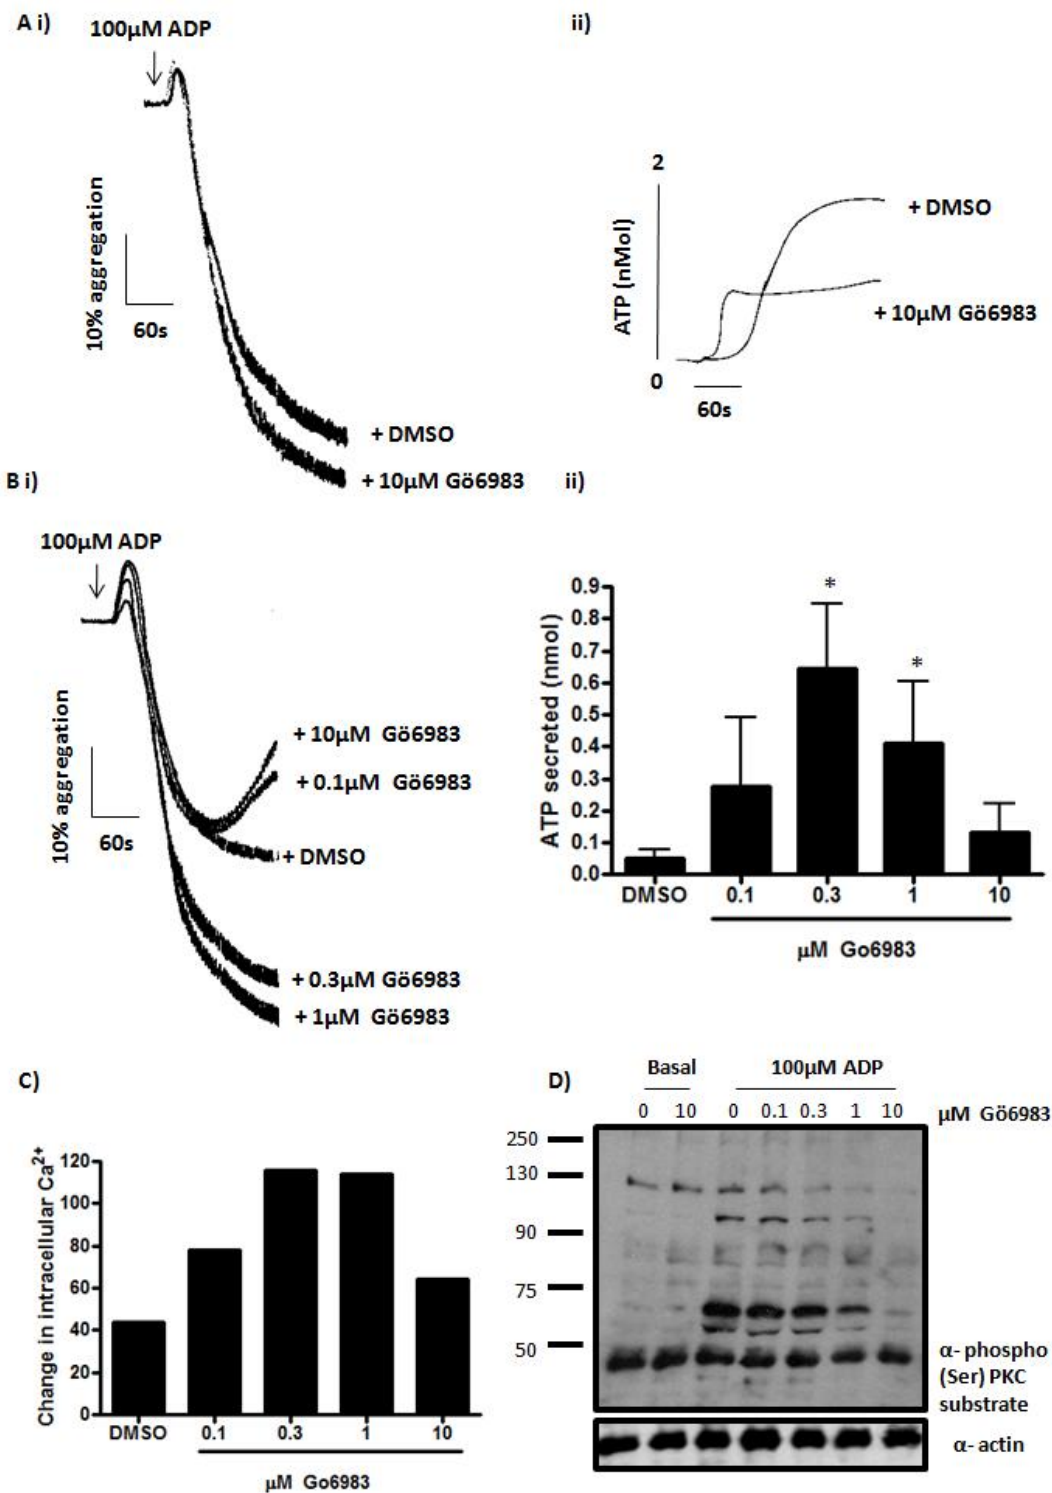 A i)
100µM ADP
10% aggregation
60s
+ DMSO
+ 10µM Gö6983
ii)
2
ATP (nMol)
0
60s
+ DMSO
+ 10µM Gö6983
B i)
100µM ADP
10% aggregation
60s
+ 10µM Gö6983
+ 0.1µM Gö6983
+ DMSO
+ 0.3µM Gö6983
+ 1µM Gö6983
ii)
ATP secreted (nmol)
0.9
0.8
0.7
0.6
0.5
0.4
0.3
0.2
0.1
0.0
*
*
DMSO 0.1 0.3 1 10
µM Go6983
C)
Change in intracellular Ca²⁺
120
100
80
60
40
20
0
DMSO 0.1 0.3 1 10
µM Go6983
D)
Basal 100µM ADP
0 10 0 0.1 0.3 1 10 µM Gö6983
250
130
90
75
50
α- phospho
(Ser) PKC
substrate
α- actin